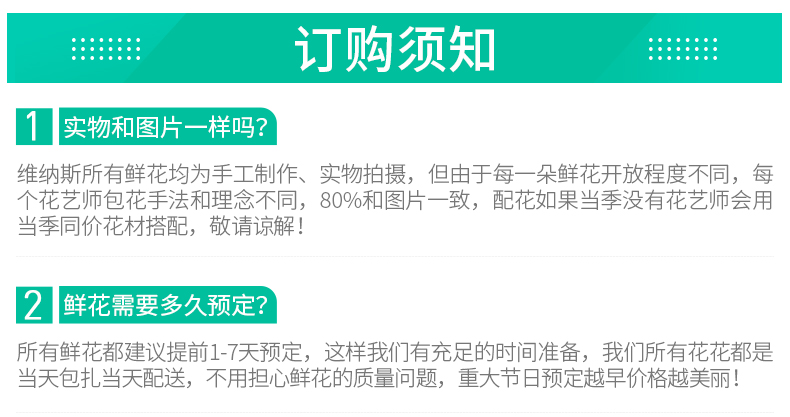 订购须知
1 实物和图片一样吗？
维纳斯所有鲜花均为手工制作、实物拍摄，但由于每一朵鲜花开放程度不同，每
个花艺师包花手法和理念不同，80%和图片一致，配花如果当季没有花艺师会用
当季同价花材搭配，敬请谅解！
2 鲜花需要多久预定？
所有鲜花都建议提前1-7天预定，这样我们有充足的时间准备，我们所有花花都是
当天包扎当天配送，不用担心鲜花的质量问题，重大节日预定越早价格越美丽！